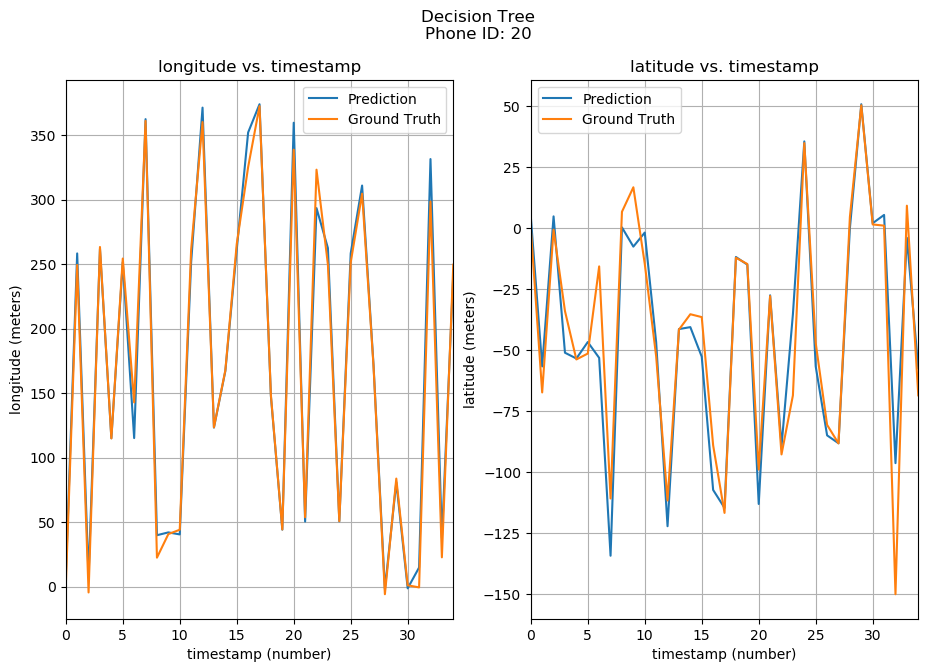 Decision Tree
Phone ID: 20
longitude vs. timestamp
Prediction
Ground Truth
350
300
250
200
150
100
50
0
longitude (meters)
0 5 10 15 20 25 30
timestamp (number)
latitude vs. timestamp
Prediction
Ground Truth
50
25
0
−25
−50
−75
−100
−125
−150
latitude (meters)
0 5 10 15 20 25 30
timestamp (number)